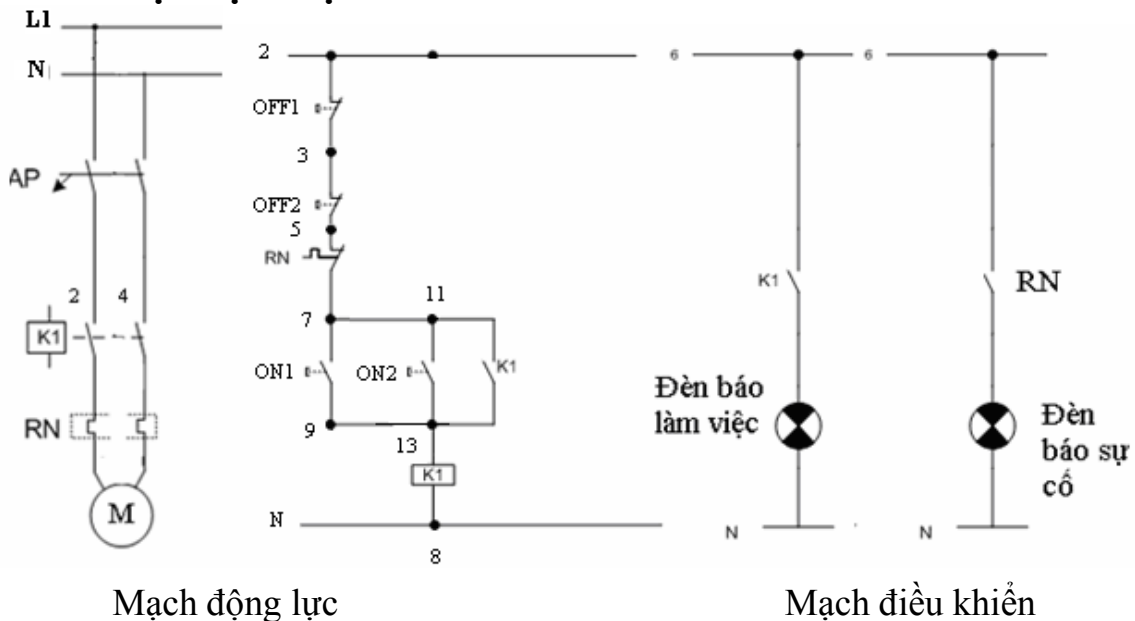 L1
N
AP
2 4
K1
RN
M
2
OFF1
3
OFF2
5
RN
7 11
ON1 ON2 K1
9 13
K1
N
8
6 6
K1 RN
Đèn báo
làm việc
Đèn
báo sự
cố
N N
Mạch động lực Mạch điều khiển